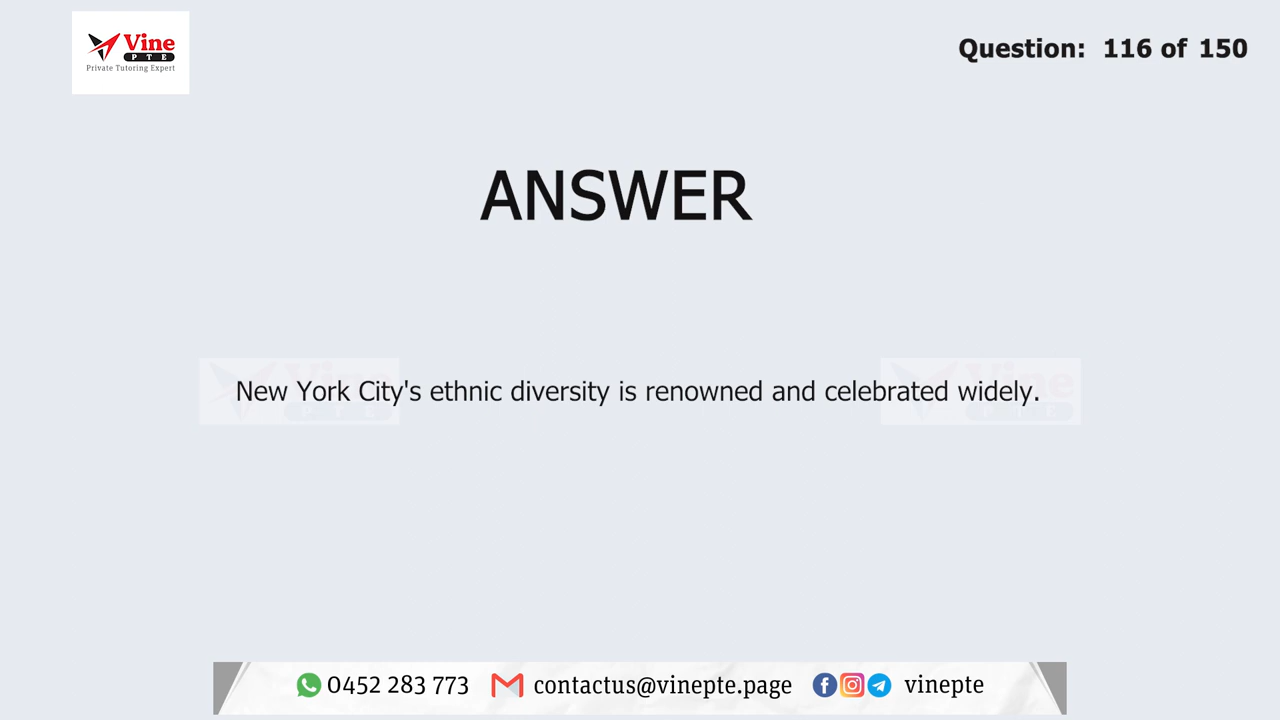 Vine
PTE
Private Tutoring Expert
Question: 116 of 150
ANSWER
New York City's ethnic diversity is renowned and celebrated widely.
0452 283 773 contactus@vinepte.page vinepte